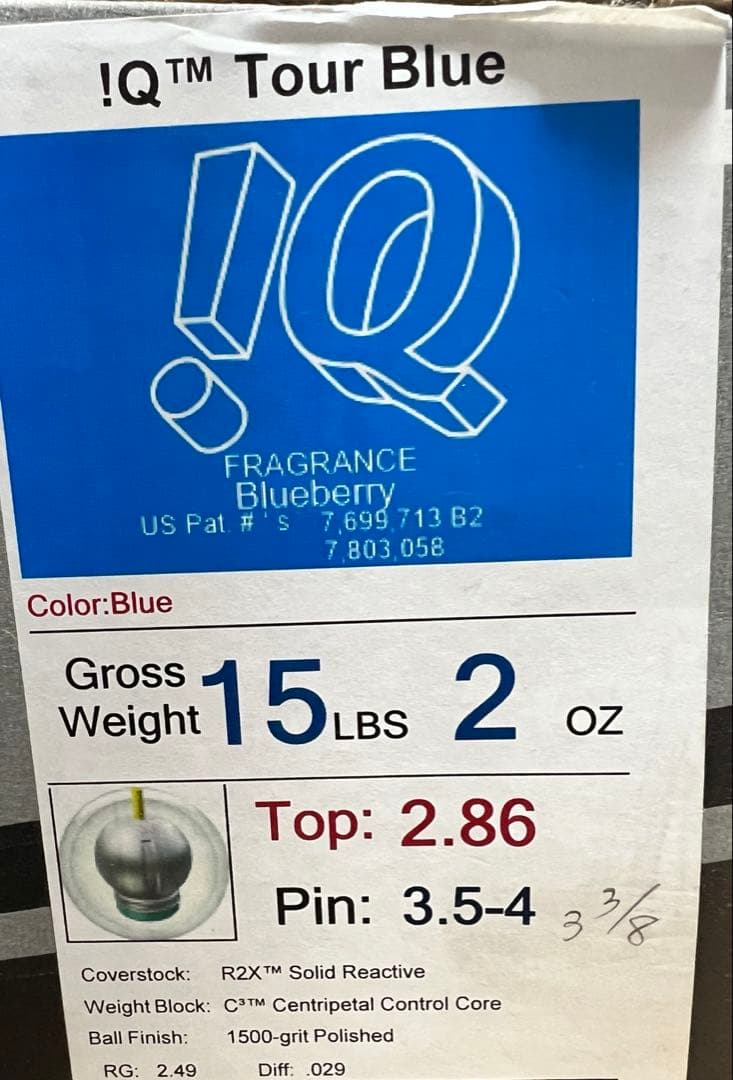 !Q™ Tour Blue
!Q
FRAGRANCE
Blueberry
US Pat. # ' s 7,699,713 B2
7,803,058
Color:Blue
Gross Weight 15 LBS 2 OZ
Top: 2.86
Pin: 3.5-4 3 3/8
Coverstock: R2X™ Solid Reactive
Weight Block: C³™ Centripetal Control Core
Ball Finish: 1500-grit Polished
RG: 2.49 Diff: .029